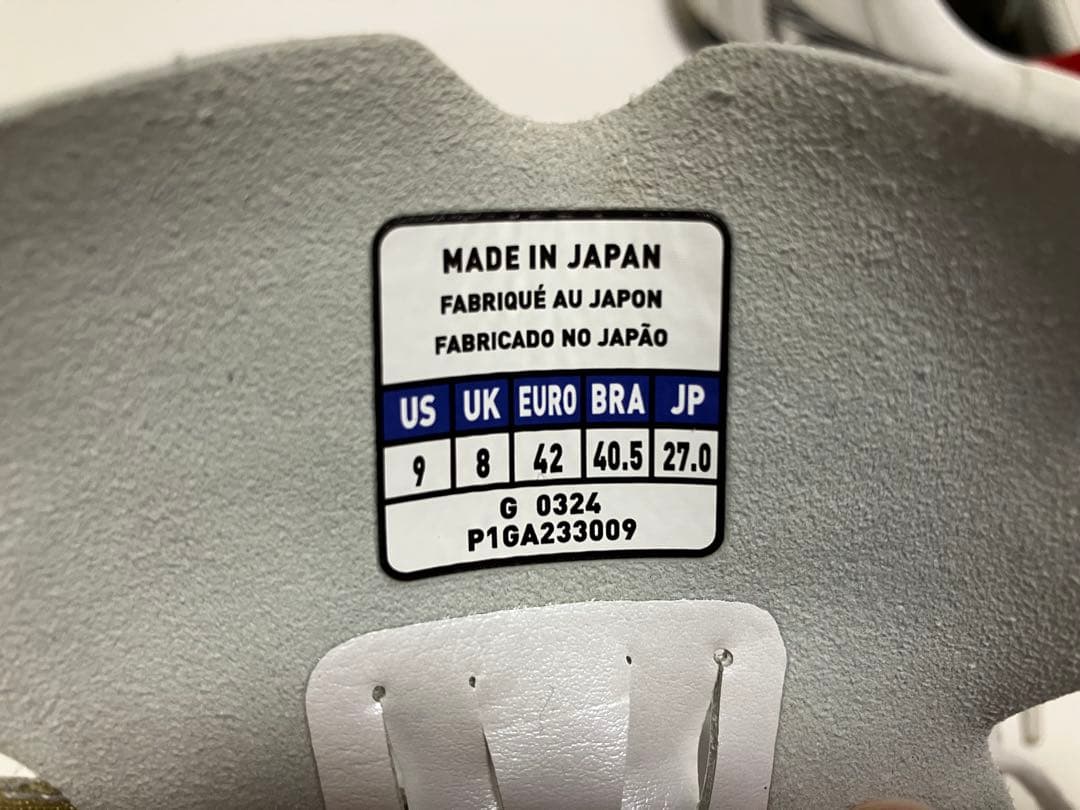 MADE IN JAPAN
FABRIQUÉ AU JAPON
FABRICADO NO JAPÃO
US UK EURO BRA JP
9 8 42 40.5 27.0
G 0324
P1GA233009